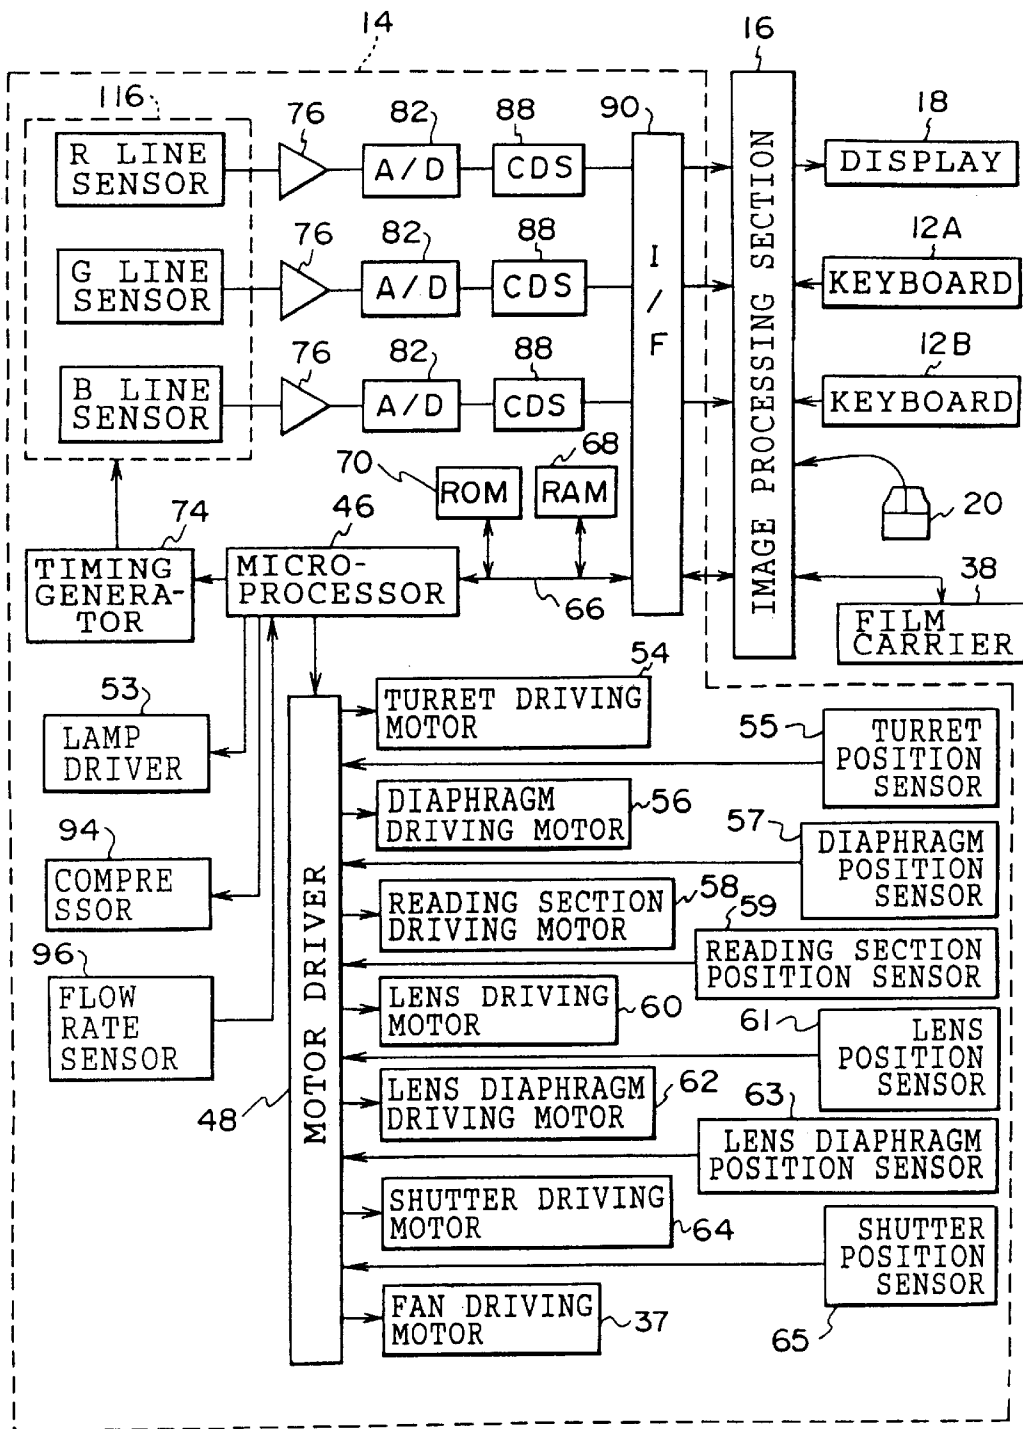 14
16
116
76
82
88
90
18
R LINE
SENSOR
A/D
CDS
DISPLAY
76
82
88
12A
G LINE
SENSOR
A/D
CDS
I/F
KEYBOARD
76
82
88
12B
B LINE
SENSOR
A/D
CDS
KEYBOARD
IMAGE PROCESSING SECTION
70
68
ROM
RAM
20
74
46
TIMING
GENERA-
TOR
MICRO-
PROCESSOR
66
38
FILM
CARRIER
53
LAMP
DRIVER
94
COMPRE
SSOR
96
FLOW
RATE
SENSOR
48
MOTOR DRIVER
54
TURRET DRIVING
MOTOR
55
TURRET
POSITION
SENSOR
DIAPHRAGM
DRIVING MOTOR
56
57
DIAPHRAGM
POSITION
SENSOR
READING SECTION
DRIVING MOTOR
58
59
READING SECTION
POSITION SENSOR
LENS DRIVING
MOTOR
60
61
LENS
POSITION
SENSOR
LENS DIAPHRAGM
DRIVING MOTOR
62
63
LENS DIAPHRAGM
POSITION SENSOR
SHUTTER DRIVING
MOTOR
64
SHUTTER
POSITION
SENSOR
65
FAN DRIVING
MOTOR
37